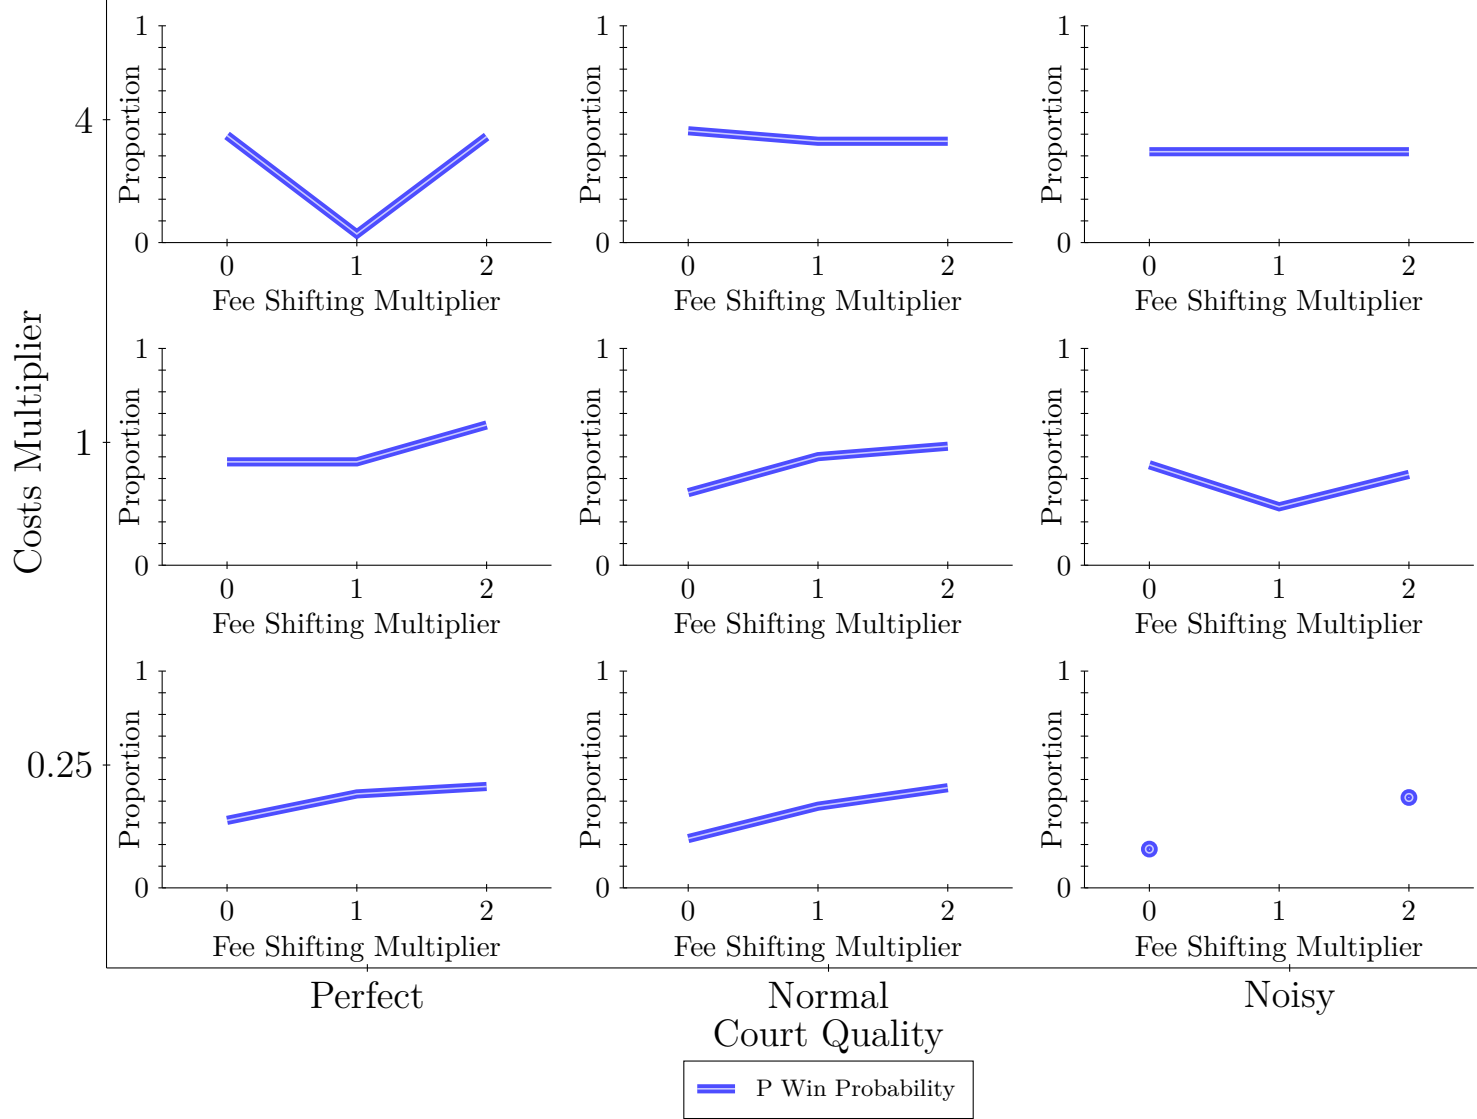 1
Proportion
0
0 1 2
Fee Shifting Multiplier
1
Proportion
0
0 1 2
Fee Shifting Multiplier
1
Proportion
0
0 1 2
Fee Shifting Multiplier
4
1
Proportion
0
0 1 2
Fee Shifting Multiplier
1
Proportion
0
0 1 2
Fee Shifting Multiplier
1
Proportion
0
0 1 2
Fee Shifting Multiplier
1
Costs Multiplier
1
Proportion
0
0 1 2
Fee Shifting Multiplier
1
Proportion
0
0 1 2
Fee Shifting Multiplier
1
Proportion
0
0 1 2
Fee Shifting Multiplier
0.25
Perfect
Normal
Noisy
Court Quality
P Win Probability